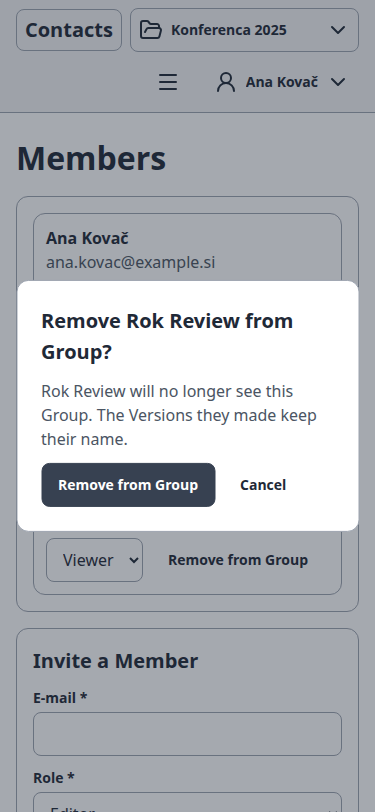 Contacts
Konferenca 2025
Ana Kovač
Members
Ana Kovač
ana.kovac@example.si
Remove Rok Review from
Group?
Rok Review will no longer see this
Group. The Versions they made keep
their name.
Remove from Group
Cancel
Viewer
Remove from Group
Invite a Member
E-mail *
Role *
Editor